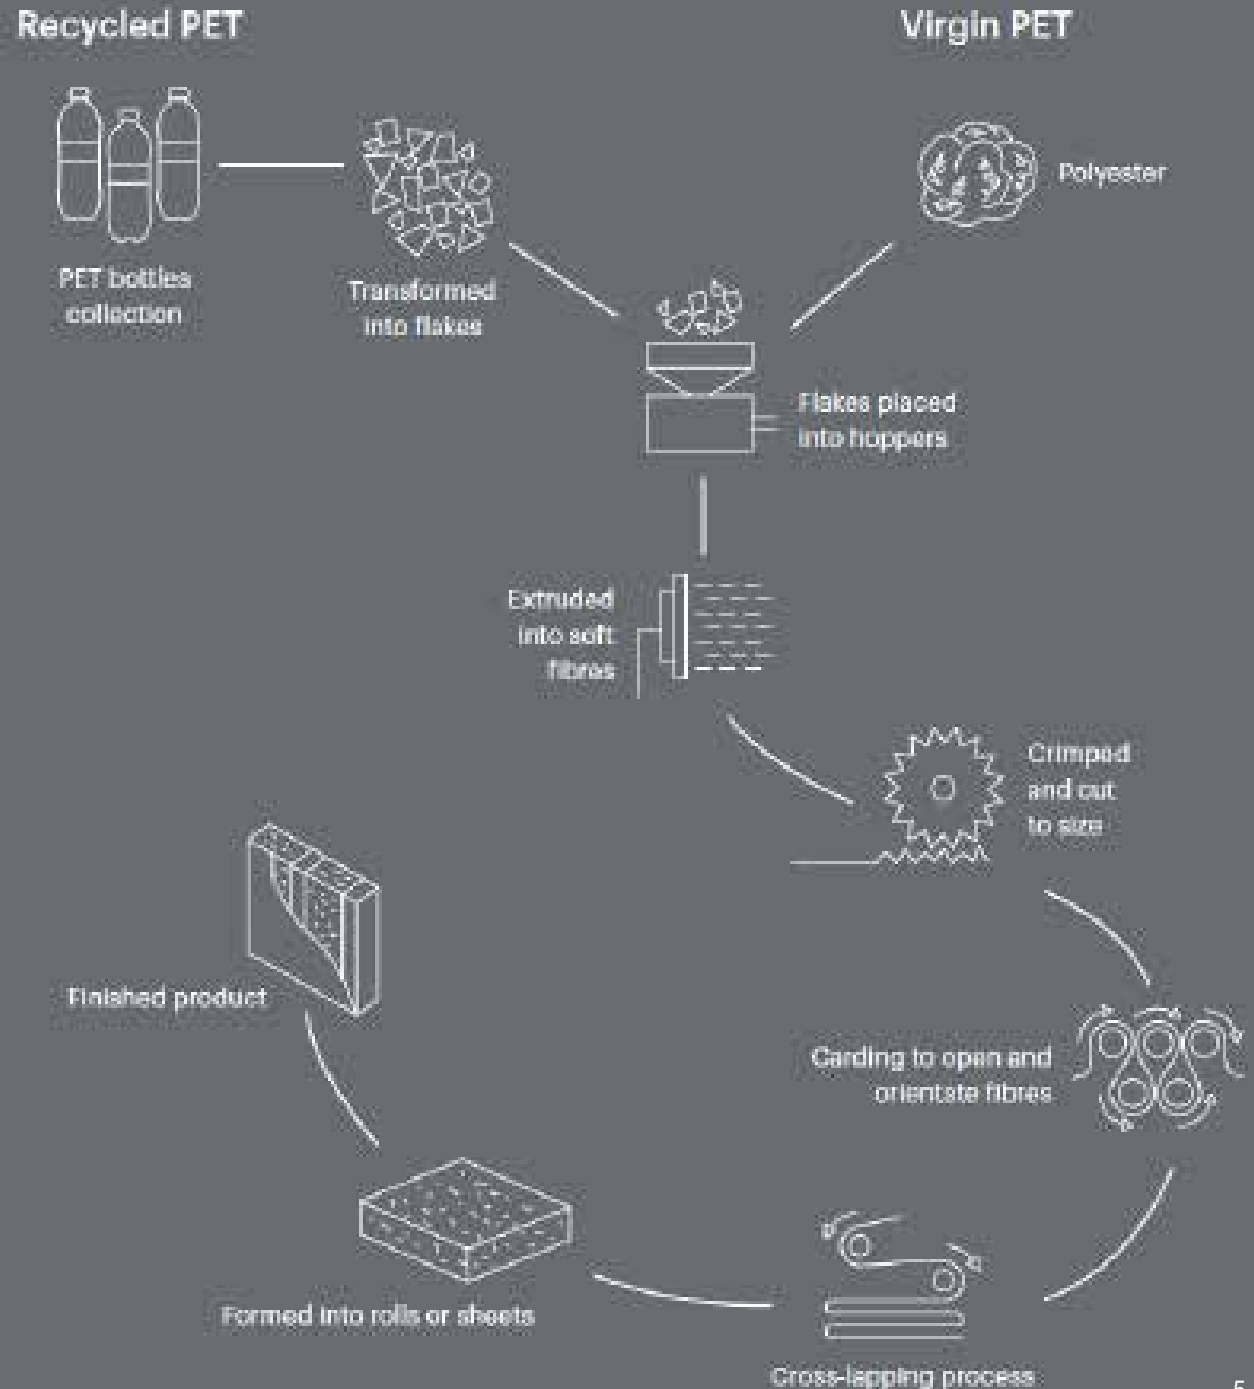 Recycled PET
Virgin PET
Polyester
PET bottles
collection
Transformed
into flakes
Flakes placed
into hoppers
Extruded
into soft
fibres
Crimped
and cut
to size
Finished product
Carding to open and
orientate fibres
Formed into rolls or sheets
Cross-lapping process
5